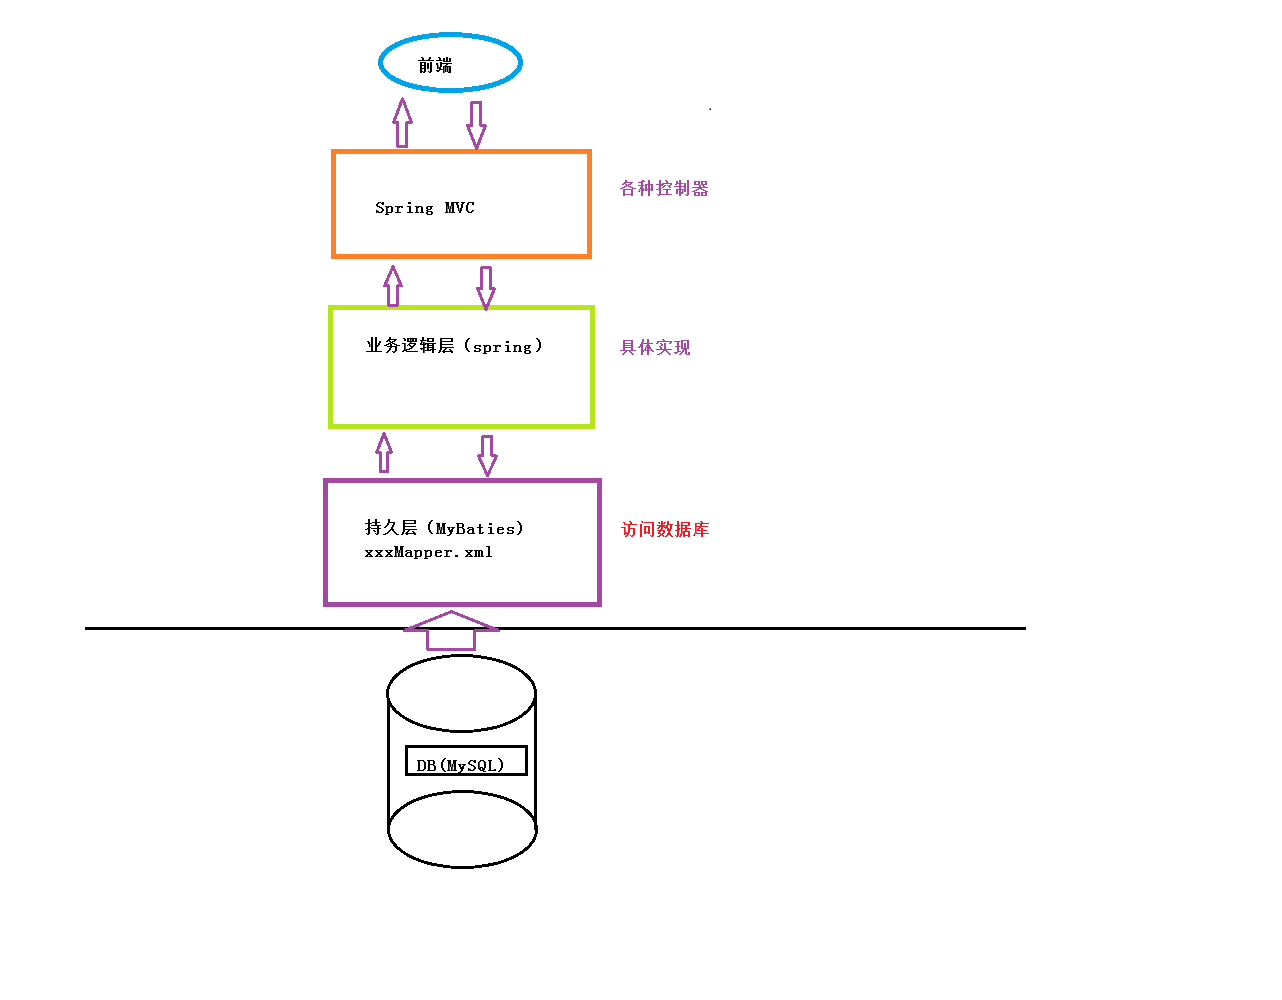 前端
Spring MVC
各种控制器
业务逻辑层（spring）
具体实现
持久层（MyBaties）
xxxMapper.xml
访问数据库
DB(MySQL)